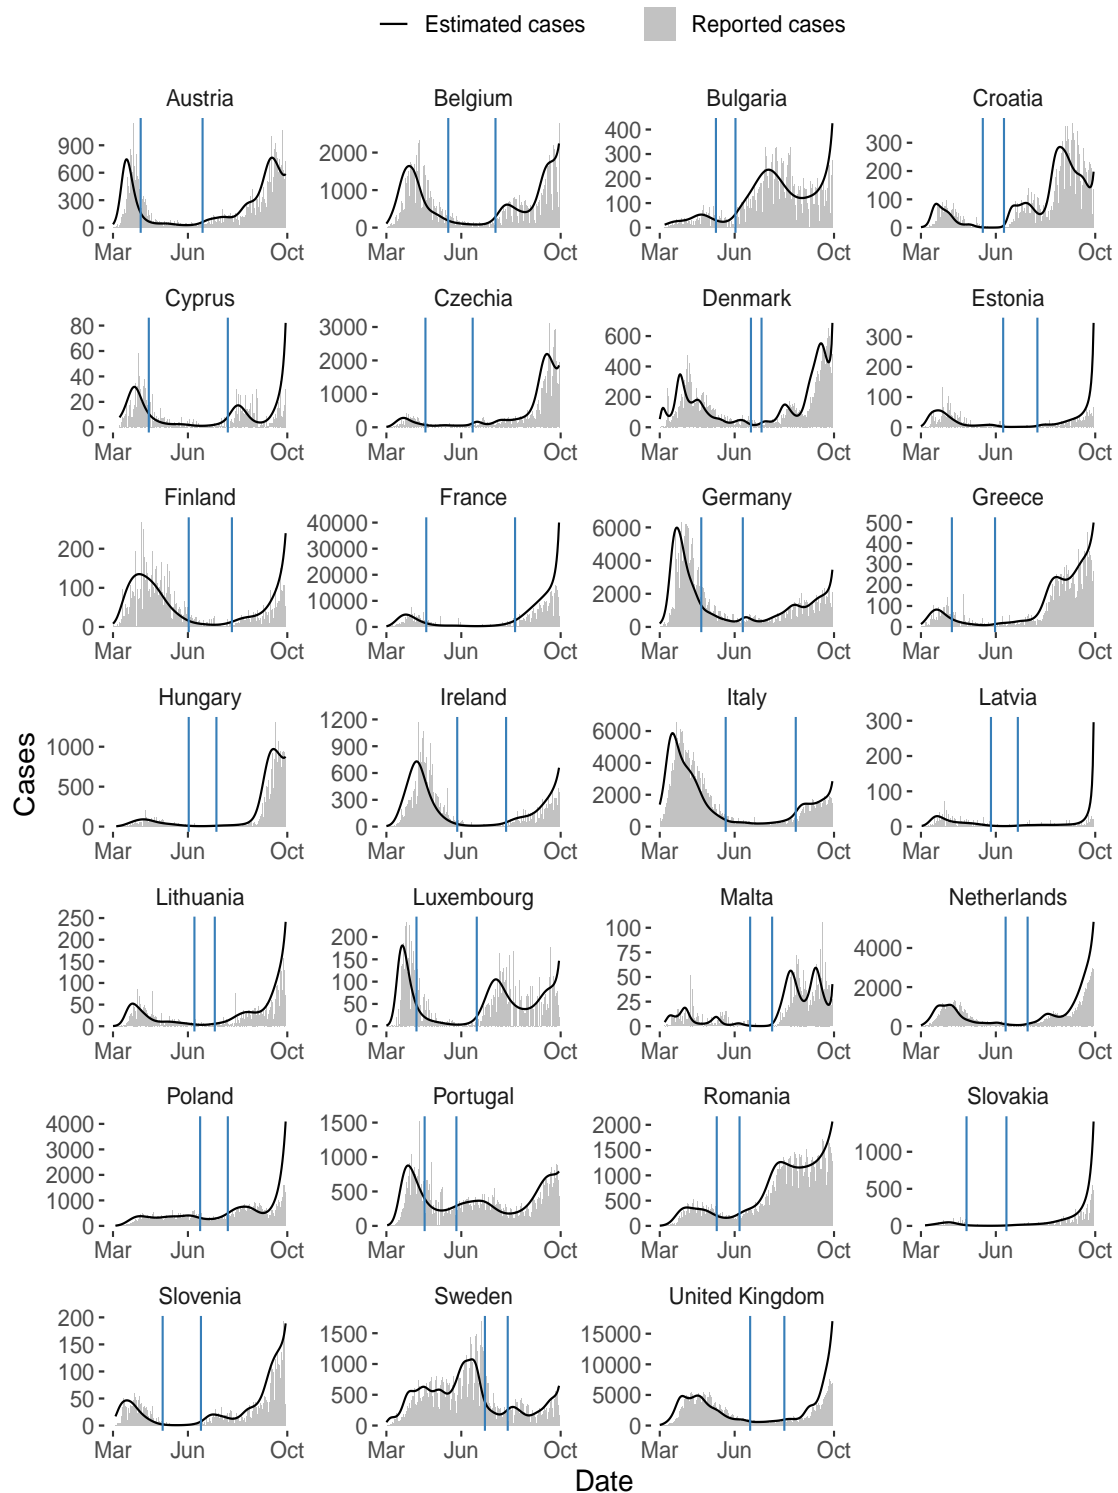 Estimated cases Reported cases
Austria Belgium Bulgaria Croatia
900 600 300 0
2000 1000 0
400 300 200 100 0
300 200 100 0
Mar Jun Oct Mar Jun Oct Mar Jun Oct Mar Jun Oct
Cyprus Czechia Denmark Estonia
80 60 40 20 0
3000 2000 1000 0
600 400 200 0
300 200 100 0
Mar Jun Oct Mar Jun Oct Mar Jun Oct Mar Jun Oct
Finland France Germany Greece
200 100 0
40000 30000 20000 10000 0
6000 4000 2000 0
500 400 300 200 100 0
Mar Jun Oct Mar Jun Oct Mar Jun Oct Mar Jun Oct
Hungary Ireland Italy Latvia
1000 500 0
1200 900 600 300 0
6000 4000 2000 0
300 200 100 0
Mar Jun Oct Mar Jun Oct Mar Jun Oct Mar Jun Oct
Cases
Lithuania Luxembourg Malta Netherlands
250 200 150 100 50 0
200 150 100 50 0
100 75 50 25 0
4000 2000 0
Mar Jun Oct Mar Jun Oct Mar Jun Oct Mar Jun Oct
Poland Portugal Romania Slovakia
4000 3000 2000 1000 0
1500 1000 500 0
2000 1500 1000 500 0
1000 500 0
Mar Jun Oct Mar Jun Oct Mar Jun Oct Mar Jun Oct
Slovenia Sweden United Kingdom
200 150 100 50 0
1500 1000 500 0
15000 10000 5000 0
Mar Jun Oct Mar Jun Oct Mar Jun Oct
Date